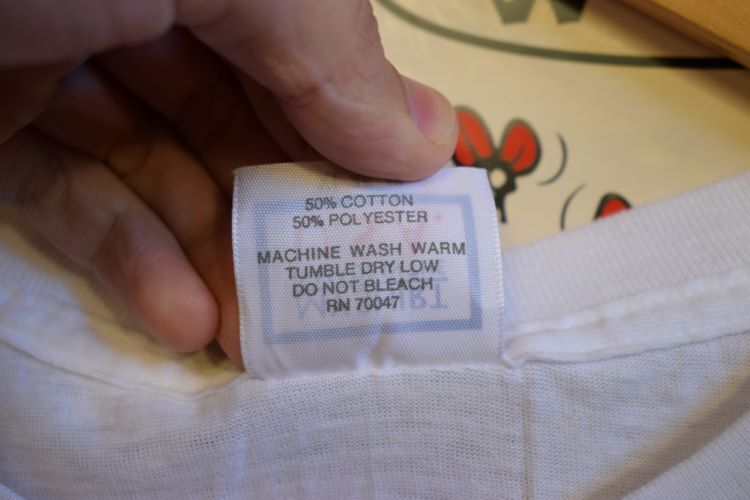 50% COTTON
50% POLYESTER
MACHINE WASH WARM
TUMBLE DRY LOW
DO NOT BLEACH
RN 70047